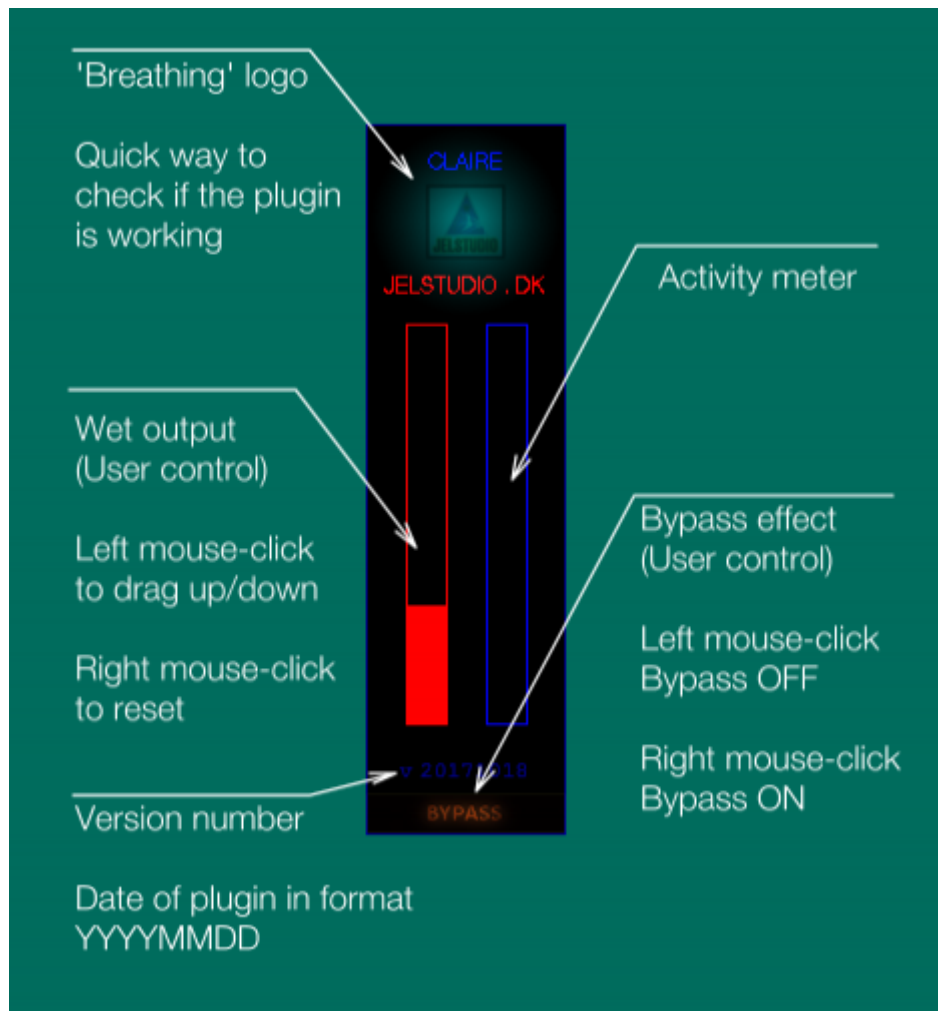 'Breathing' logo
Quick way to
check if the plugin
is working
CLAIRE
JELSTUDIO
JELSTUDIO . DK
Activity meter
Wet output
(User control)
Left mouse-click
to drag up/down
Right mouse-click
to reset
Bypass effect
(User control)
Left mouse-click
Bypass OFF
Right mouse-click
Bypass ON
BYPASS
Version number
Date of plugin in format
YYYYMMDD